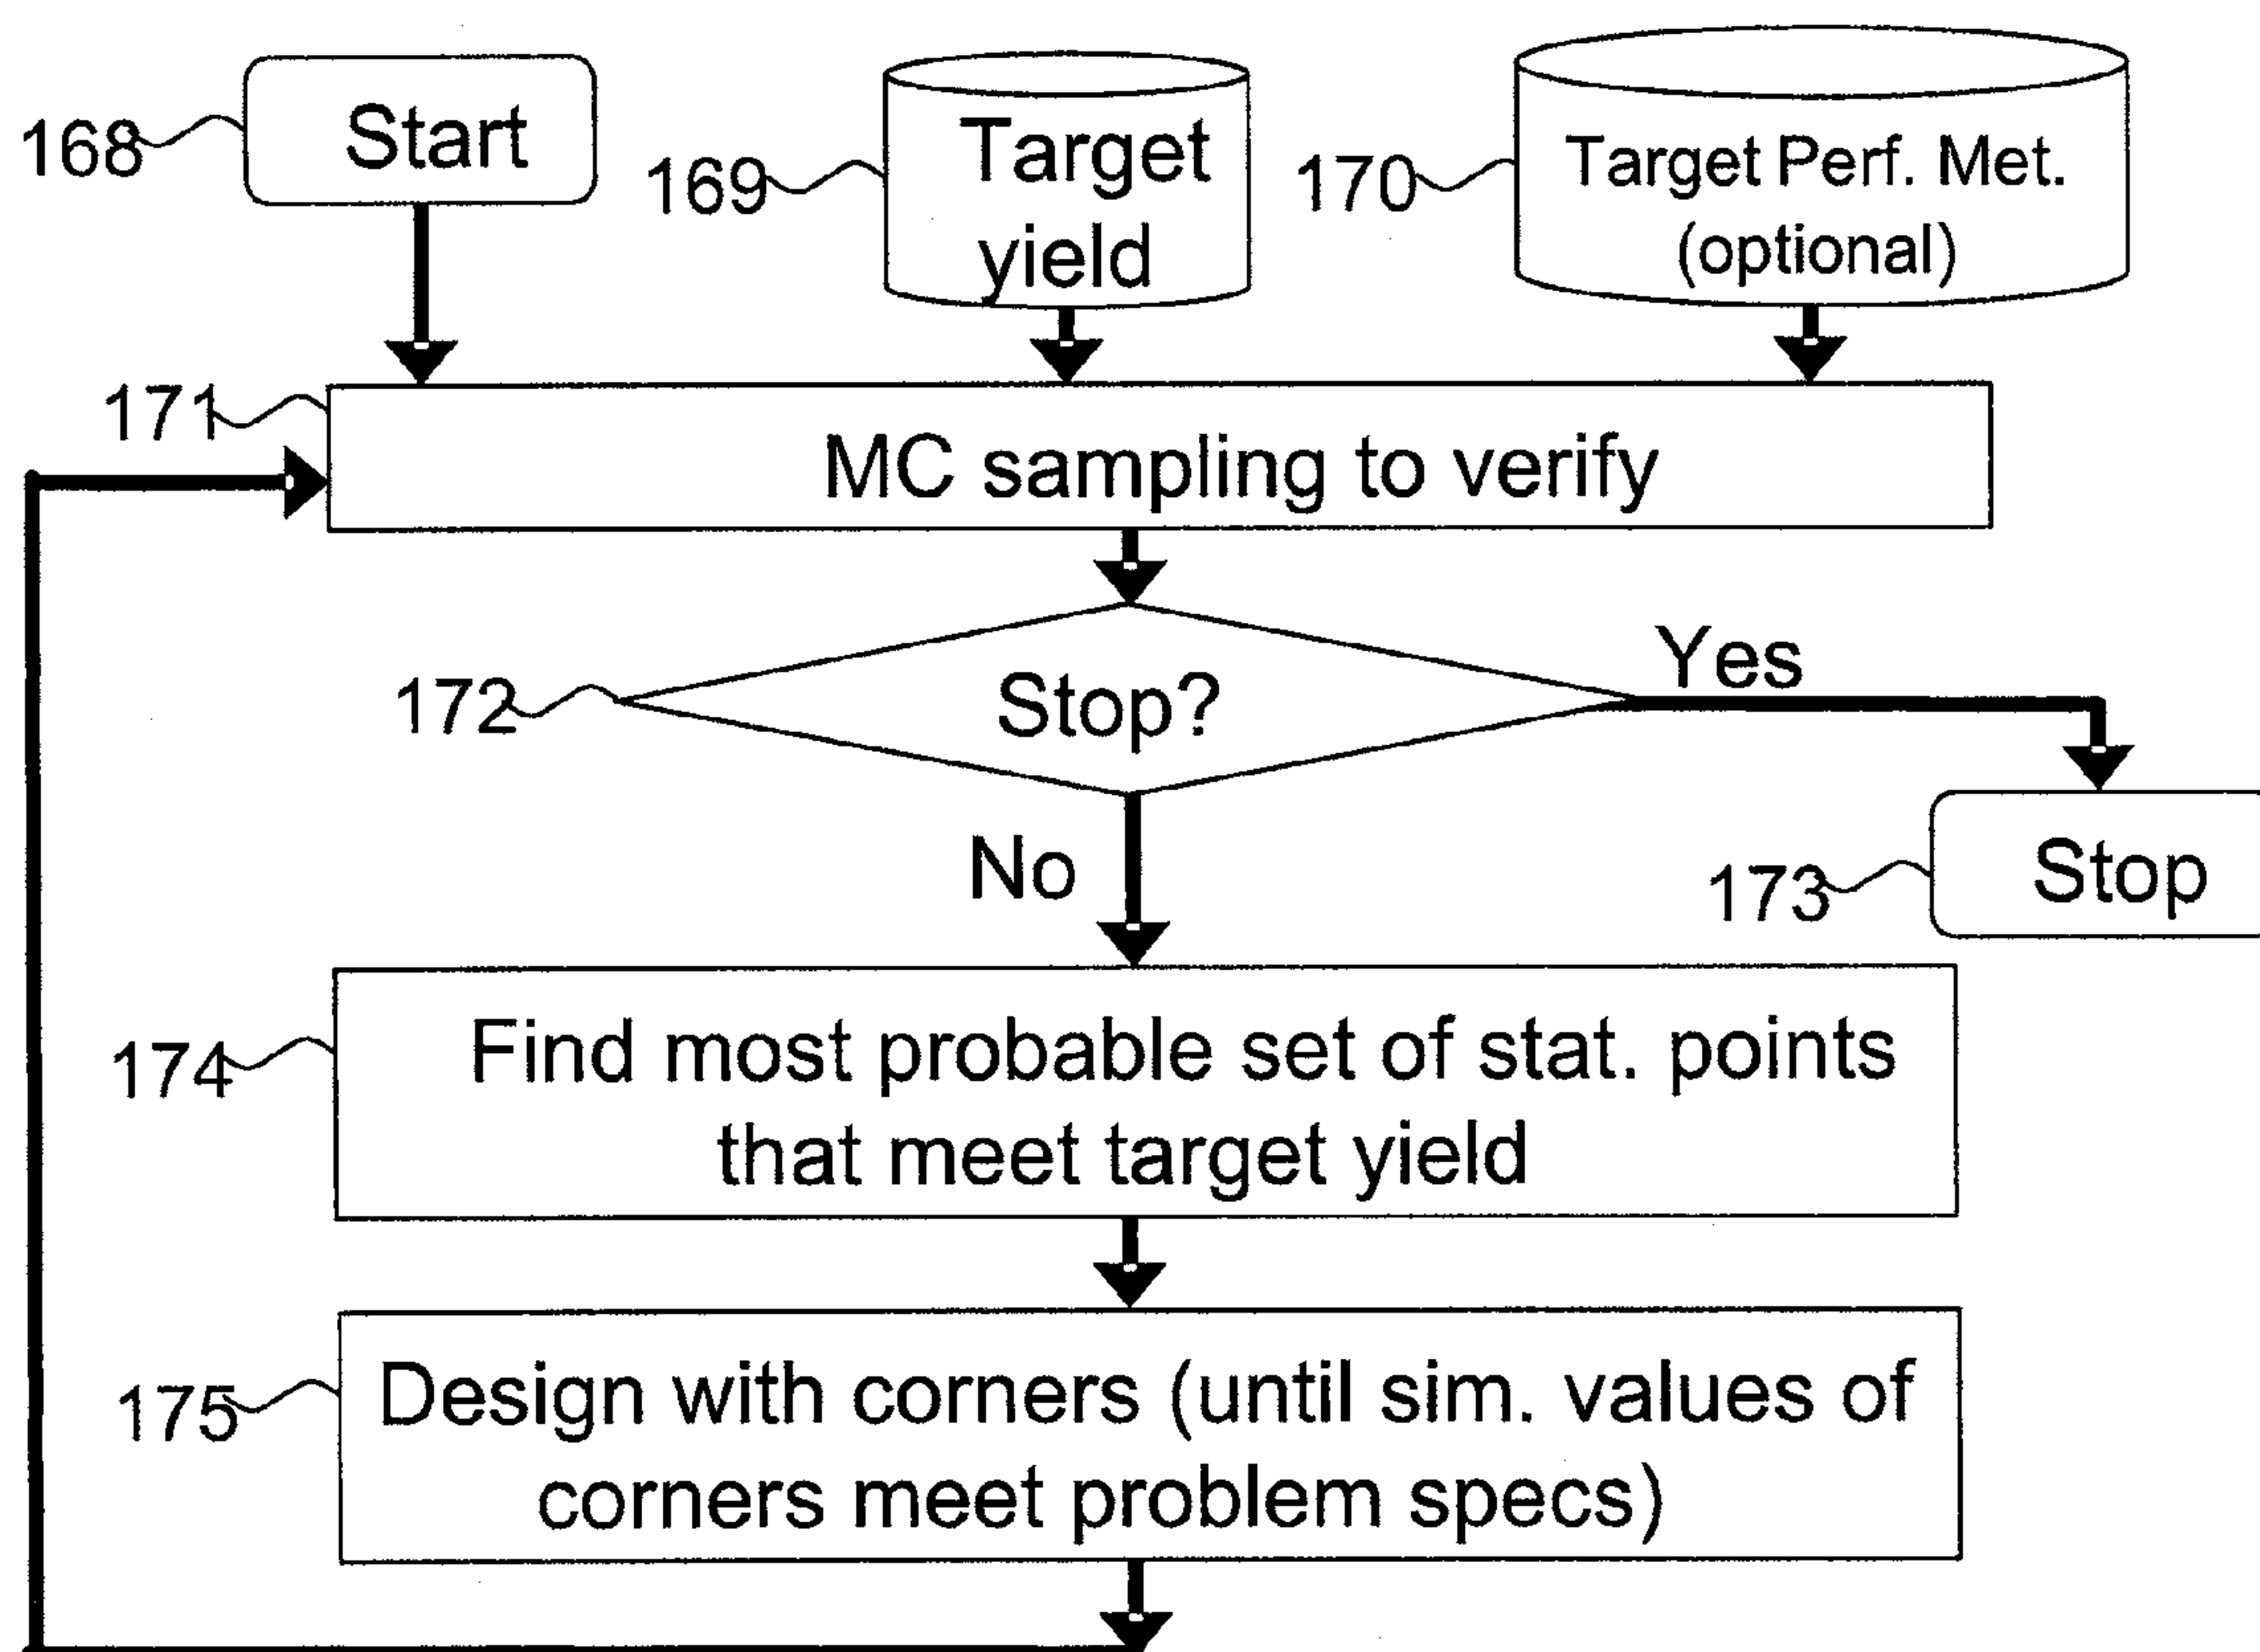 168
Start
169
Target
yield
170
Target Perf. Met.
(optional)
171
MC sampling to verify
172
Stop?
Yes
No
173
Stop
174
Find most probable set of stat. points
that meet target yield
175
Design with corners (until sim. values of
corners meet problem specs)